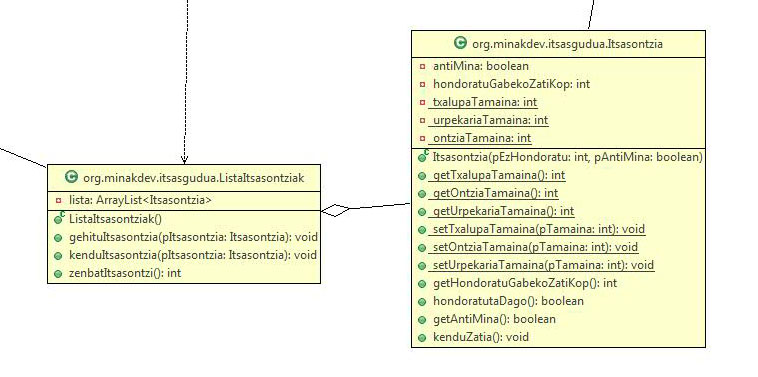 org.minakdev.itsasgudua.Itsasontzia
antiMina: boolean
hondoratuGabekoZatiKop: int
txalupaTamaina: int
urpekariaTamaina: int
ontziaTamaina: int
Itsasontzia(pEzHondoratu: int, pAntiMina: boolean)
getTxalupaTamaina(): int
getOntziaTamaina(): int
getUrpekariaTamaina(): int
setTxalupaTamaina(pTamaina: int): void
setOntziaTamaina(pTamaina: int): void
setUrpekariaTamaina(pTamaina: int): void
getHondoratuGabekoZatiKop(): int
hondoratutaDago(): boolean
getAntiMina(): boolean
kenduZatia(): void
org.minakdev.itsasgudua.ListaItsasontziak
lista: ArrayList<Itsasontzia>
ListaItsasontziak()
gehituItsasontzia(pItsasontzia: Itsasontzia): void
kenduItsasontzia(pItsasontzia: Itsasontzia): void
zenbatItsasontzi(): int